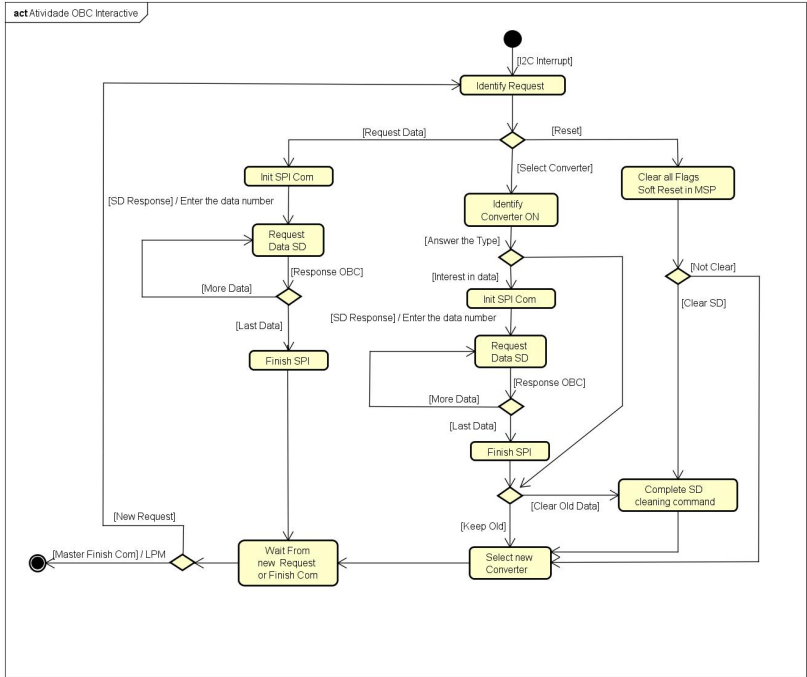 act Atividade OBC Interactive
[I2C Interrupt]
Identify Request
[Request Data]
[Reset]
[Select Converter]
Init SPI Com
Clear all Flags
Soft Reset in MSP
[SD Response] / Enter the data number
Identify
Converter ON
Request
Data SD
[Answer the Type]
[Response OBC]
[More Data]
[Interest in data]
[Not Clear]
Init SPI Com
[Clear SD]
[SD Response] / Enter the data number
[Last Data]
Request
Data SD
Finish SPI
[Response OBC]
[More Data]
[Last Data]
Finish SPI
Complete SD
cleaning command
[Clear Old Data]
[New Request]
[Keep Old]
[Master Finish Com] / LPM
Wait From
new Request
or Finish Com
Select new
Converter